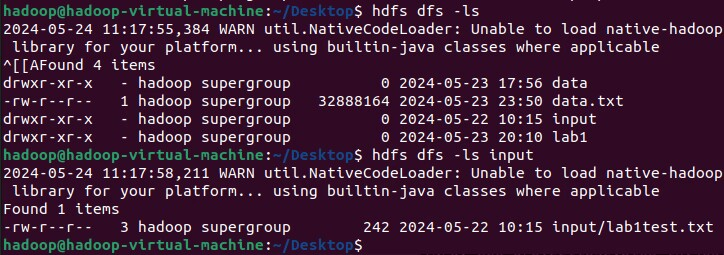 hadoop@hadoop-virtual-machine:~/Desktop$ hdfs dfs -ls
2024-05-24 11:17:55,384 WARN util.NativeCodeLoader: Unable to load native-hadoop
 library for your platform... using builtin-java classes where applicable
^[[AFound 4 items
drwxr-xr-x   - hadoop supergroup          0 2024-05-23 17:56 data
-rw-r--r--   1 hadoop supergroup   32888164 2024-05-23 23:50 data.txt
drwxr-xr-x   - hadoop supergroup          0 2024-05-22 10:15 input
drwxr-xr-x   - hadoop supergroup          0 2024-05-23 20:10 lab1
hadoop@hadoop-virtual-machine:~/Desktop$ hdfs dfs -ls input
2024-05-24 11:17:58,211 WARN util.NativeCodeLoader: Unable to load native-hadoop
 library for your platform... using builtin-java classes where applicable
Found 1 items
-rw-r--r--   3 hadoop supergroup        242 2024-05-22 10:15 input/lab1test.txt
hadoop@hadoop-virtual-machine:~/Desktop$